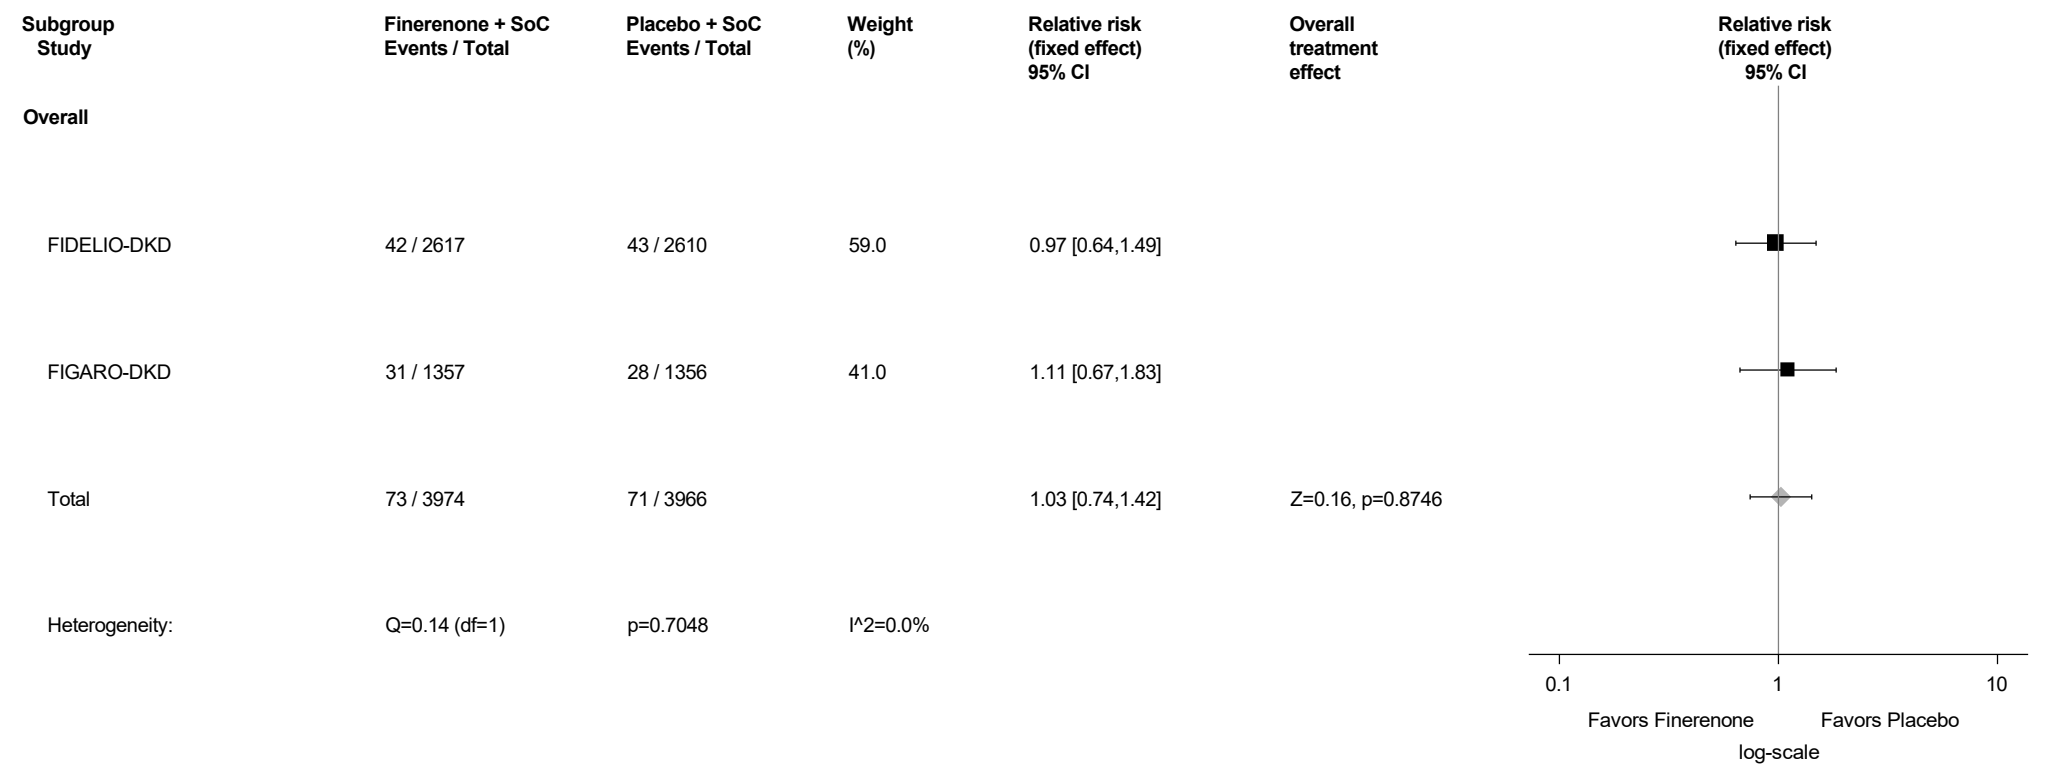 Subgroup Finerenone + SoC Placebo + SoC Weight Relative risk Overall Relative risk
Study Events / Total Events / Total (%) (fixed effect) treatment (fixed effect)
95% CI effect 95% CI
Overall
FIDELIO-DKD 42 / 2617 43 / 2610 59.0 0.97 [0.64,1.49]
FIGARO-DKD 31 / 1357 28 / 1356 41.0 1.11 [0.67,1.83]
Total 73 / 3974 71 / 3966 1.03 [0.74,1.42] Z=0.16, p=0.8746
Heterogeneity: Q=0.14 (df=1) p=0.7048 I^2=0.0%
0.1 1 10
Favors Finerenone Favors Placebo
log-scale